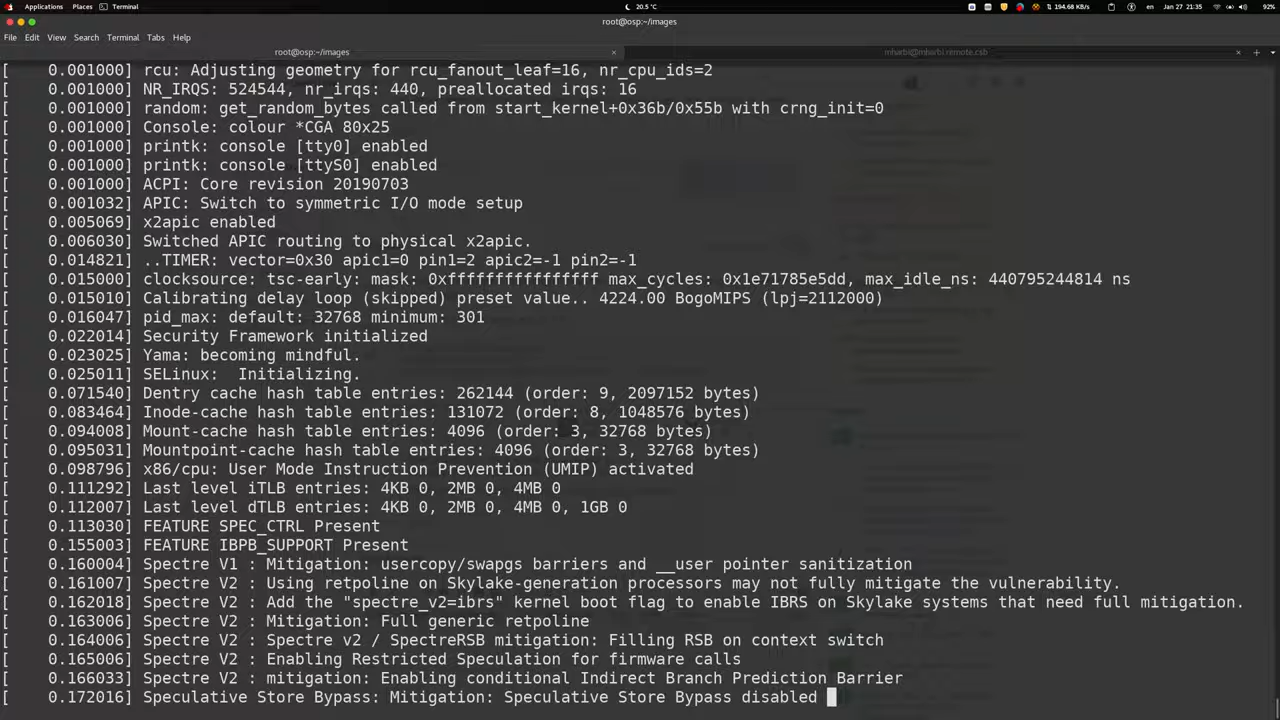 Applications Places Terminal 20.5 °C 194.68 KB/s en Jan 27 21:35 92%
root@osp:~/images
File Edit View Search Terminal Tabs Help
root@osp:~/images × mharbi@mharbi.remote.csb ×
[    0.001000] rcu: Adjusting geometry for rcu_fanout_leaf=16, nr_cpu_ids=2
[    0.001000] NR_IRQS: 524544, nr_irqs: 440, preallocated irqs: 16
[    0.001000] random: get_random_bytes called from start_kernel+0x36b/0x55b with crng_init=0
[    0.001000] Console: colour *CGA 80x25
[    0.001000] printk: console [tty0] enabled
[    0.001000] printk: console [ttyS0] enabled
[    0.001000] ACPI: Core revision 20190703
[    0.001032] APIC: Switch to symmetric I/O mode setup
[    0.005069] x2apic enabled
[    0.006030] Switched APIC routing to physical x2apic.
[    0.014821] ..TIMER: vector=0x30 apic1=0 pin1=2 apic2=-1 pin2=-1
[    0.015000] clocksource: tsc-early: mask: 0xffffffffffffffff max_cycles: 0x1e71785e5dd, max_idle_ns: 440795244814 ns
[    0.015010] Calibrating delay loop (skipped) preset value.. 4224.00 BogoMIPS (lpj=2112000)
[    0.016047] pid_max: default: 32768 minimum: 301
[    0.022014] Security Framework initialized
[    0.023025] Yama: becoming mindful.
[    0.025011] SELinux:  Initializing.
[    0.071540] Dentry cache hash table entries: 262144 (order: 9, 2097152 bytes)
[    0.083464] Inode-cache hash table entries: 131072 (order: 8, 1048576 bytes)
[    0.094008] Mount-cache hash table entries: 4096 (order: 3, 32768 bytes)
[    0.095031] Mountpoint-cache hash table entries: 4096 (order: 3, 32768 bytes)
[    0.098796] x86/cpu: User Mode Instruction Prevention (UMIP) activated
[    0.111292] Last level iTLB entries: 4KB 0, 2MB 0, 4MB 0
[    0.112007] Last level dTLB entries: 4KB 0, 2MB 0, 4MB 0, 1GB 0
[    0.113030] FEATURE SPEC_CTRL Present
[    0.155003] FEATURE IBPB_SUPPORT Present
[    0.160004] Spectre V1 : Mitigation: usercopy/swapgs barriers and __user pointer sanitization
[    0.161007] Spectre V2 : Using retpoline on Skylake-generation processors may not fully mitigate the vulnerability.
[    0.162018] Spectre V2 : Add the "spectre_v2=ibrs" kernel boot flag to enable IBRS on Skylake systems that need full mitigation.
[    0.163006] Spectre V2 : Mitigation: Full generic retpoline
[    0.164006] Spectre V2 : Spectre v2 / SpectreRSB mitigation: Filling RSB on context switch
[    0.165006] Spectre V2 : Enabling Restricted Speculation for firmware calls
[    0.166033] Spectre V2 : mitigation: Enabling conditional Indirect Branch Prediction Barrier
[    0.172016] Speculative Store Bypass: Mitigation: Speculative Store Bypass disabled